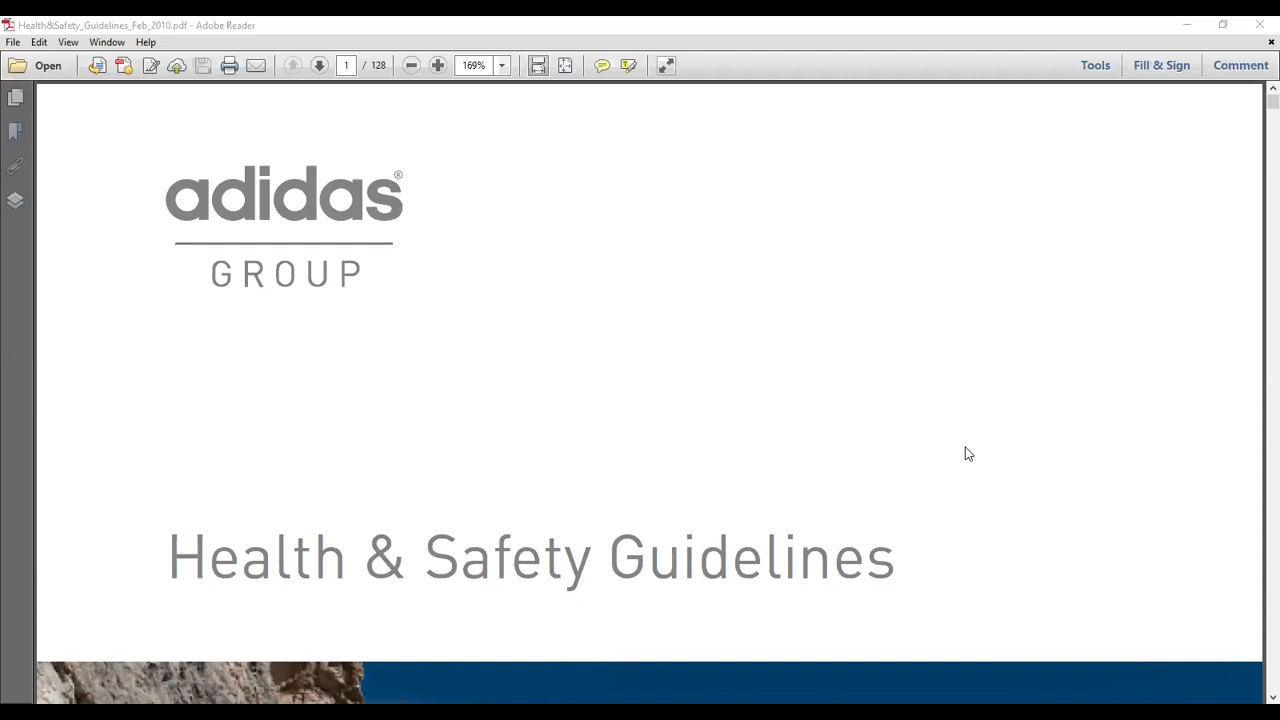 Health&Safety_Guidelines_Feb_2010.pdf - Adobe Reader
File Edit View Window Help
Open 1 / 128 169% Tools Fill & Sign Comment
adidas®
GROUP
Health & Safety Guidelines